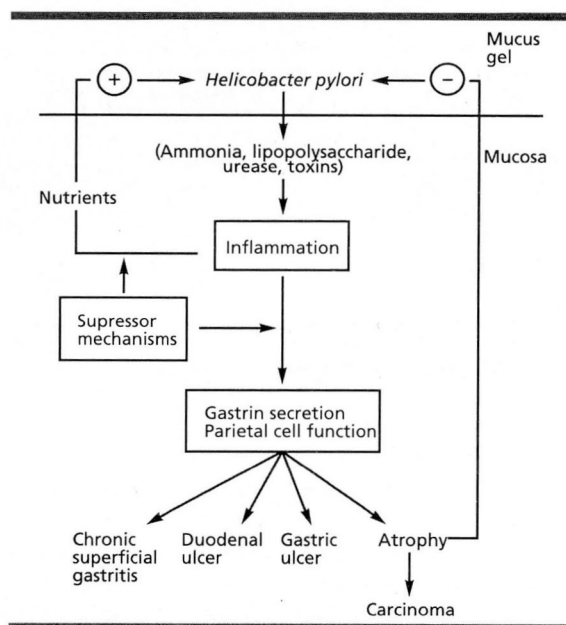 Mucus
gel
+
Helicobacter pylori
−
(Ammonia, lipopolysaccharide,
urease, toxins)
Mucosa
Nutrients
Inflammation
Supressor
mechanisms
Gastrin secretion
Parietal cell function
Chronic
superficial
gastritis
Duodenal
ulcer
Gastric
ulcer
Atrophy
Carcinoma